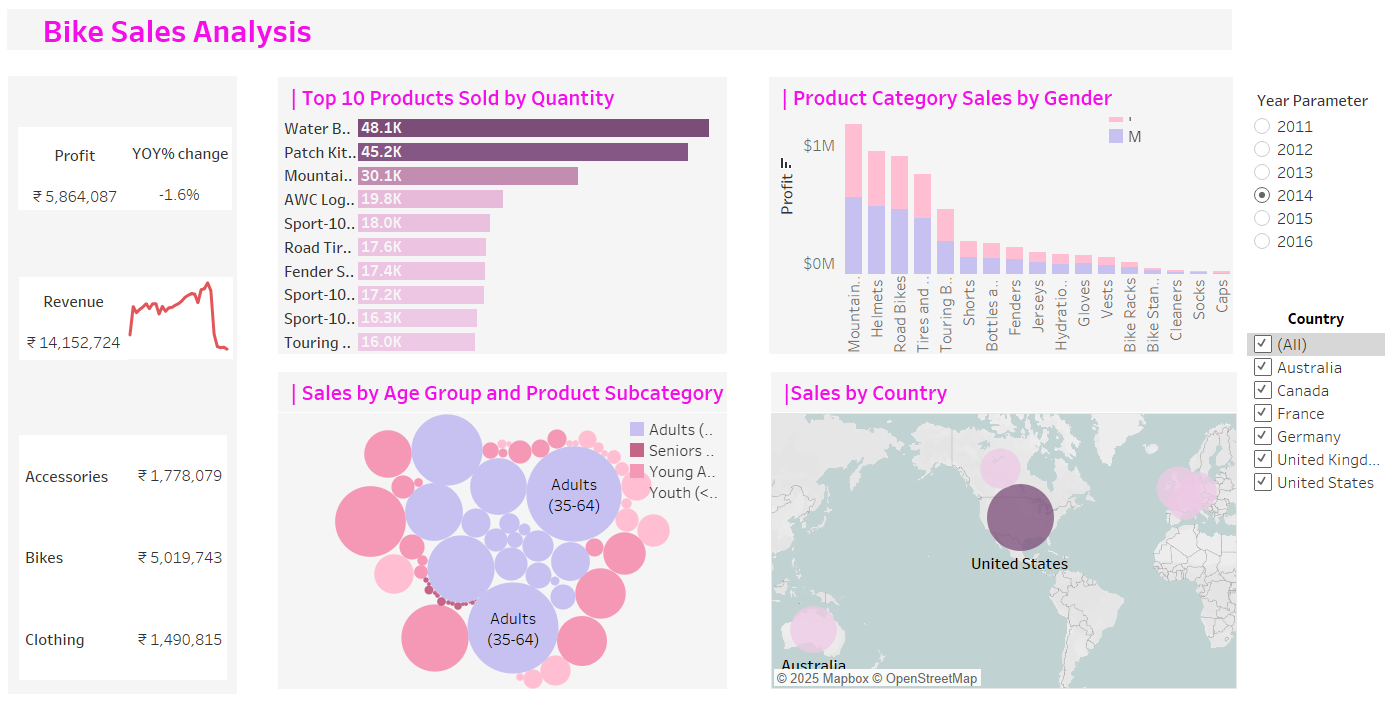 Bike Sales Analysis
Profit
YOY% change
₹ 5,864,087
-1.6%
Revenue
₹ 14,152,724
Accessories
₹ 1,778,079
Bikes
₹ 5,019,743
Clothing
₹ 1,490,815
| Top 10 Products Sold by Quantity
Water B.. 48.1K
Patch Kit.. 45.2K
Mountai.. 30.1K
AWC Log.. 19.8K
Sport-10.. 18.0K
Road Tir.. 17.6K
Fender S.. 17.4K
Sport-10.. 17.2K
Sport-10.. 16.3K
Touring .. 16.0K
| Product Category Sales by Gender
M
Profit
$1M
$0M
Mountain..
Helmets
Road Bikes
Tires and ..
Touring B..
Shorts
Bottles a..
Fenders
Jerseys
Hydratio..
Gloves
Vests
Bike Racks
Bike Stan..
Cleaners
Socks
Caps
| Sales by Age Group and Product Subcategory
Adults (..
Seniors ..
Young A..
Youth (<..
Adults
(35-64)
Adults
(35-64)
|Sales by Country
United States
Australia
© 2025 Mapbox © OpenStreetMap
Year Parameter
2011
2012
2013
2014
2015
2016
Country
(All)
Australia
Canada
France
Germany
United Kingd...
United States